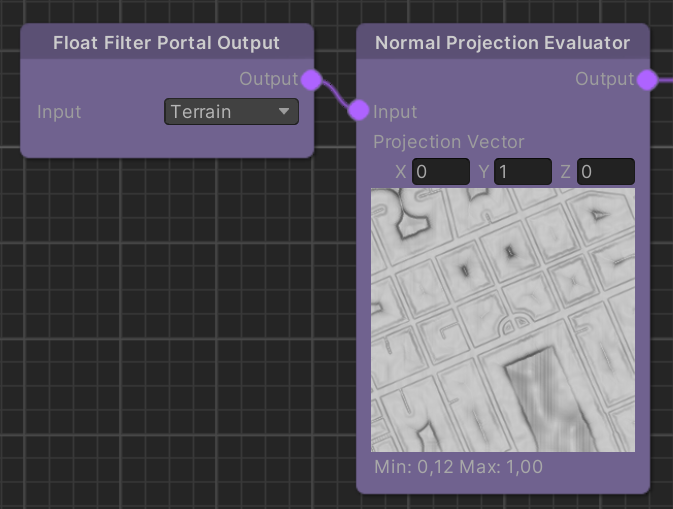 Float Filter Portal Output
Output
Input Terrain
Normal Projection Evaluator
Output
Input
Projection Vector
X 0 Y 1 Z 0
Min: 0,12 Max: 1,00